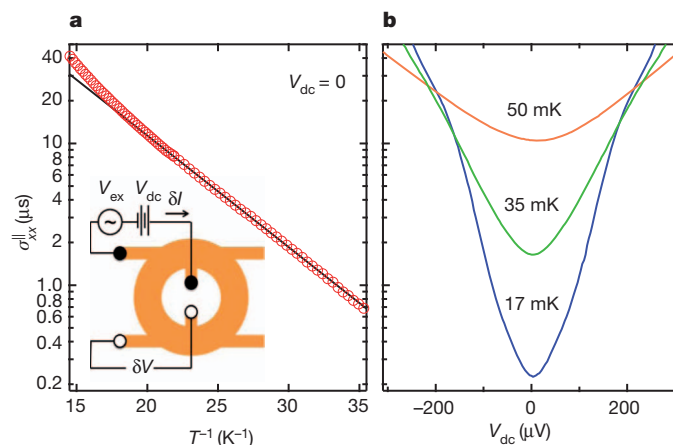 a
b
40
20
10
8
6
4
2
1.0
0.8
0.6
0.4
0.2
σ∥xx (μs)
Vdc = 0
Vex Vdc δI
~
δV
15 20 25 30 35
T−1 (K−1)
50 mK
35 mK
17 mK
−200 0 200
Vdc (μV)